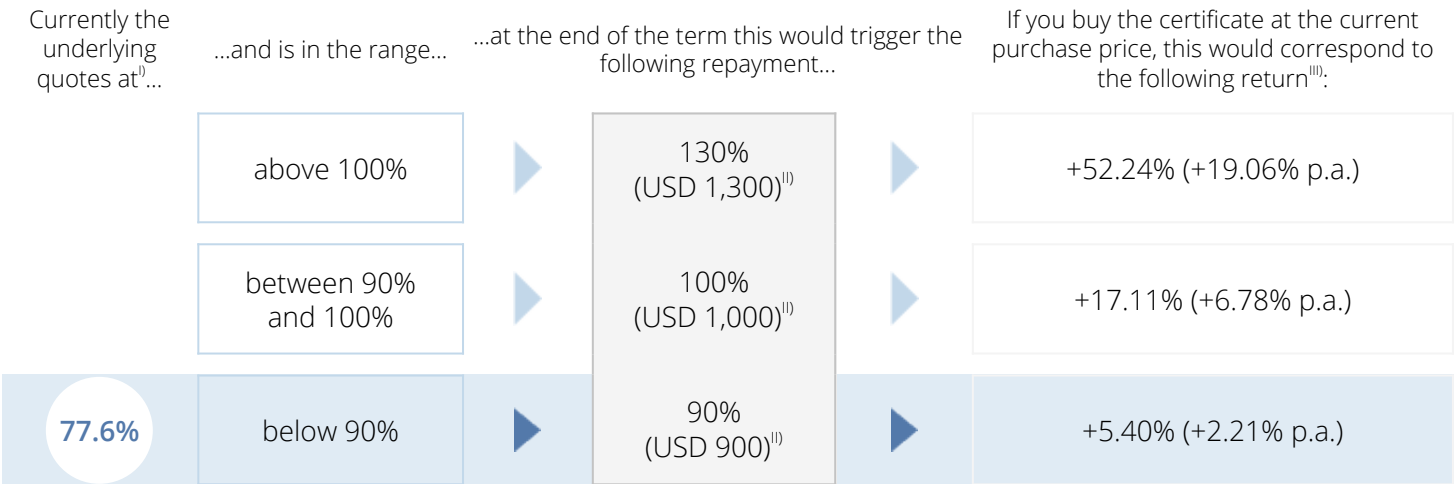 Currently the
underlying
quotes atᴵ⁾...
...and is in the range...
...at the end of the term this would trigger the
following repayment...
If you buy the certificate at the current
purchase price, this would correspond to
the following returnᴵᴵᴵ⁾:
above 100%
130%
(USD 1,300)ᴵᴵ⁾
+52.24% (+19.06% p.a.)
between 90%
and 100%
100%
(USD 1,000)ᴵᴵ⁾
+17.11% (+6.78% p.a.)
77.6%
below 90%
90%
(USD 900)ᴵᴵ⁾
+5.40% (+2.21% p.a.)